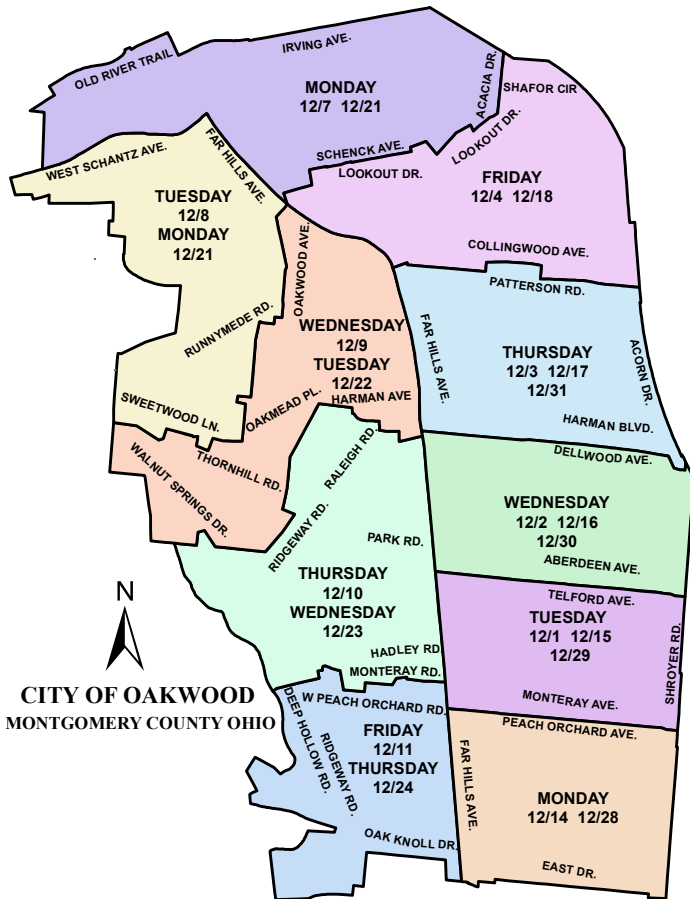 IRVING AVE.
OLD RIVER TRAIL
MONDAY
12/7 12/21
ACACIA DR.
SHAFOR CIR
LOOKOUT DR.
SCHENCK AVE.
LOOKOUT DR.
WEST SCHANTZ AVE.
FAR HILLS AVE.
TUESDAY
12/8
MONDAY
12/21
FRIDAY
12/4 12/18
COLLINGWOOD AVE.
OAKWOOD AVE.
RUNNYMEDE RD.
SWEETWOOD LN.
WEDNESDAY
12/9
TUESDAY
12/22
HARMAN AVE
OAKMEAD PL.
THORNHILL RD.
WALNUT SPRINGS DR.
PATTERSON RD.
FAR HILLS AVE.
THURSDAY
12/3 12/17
12/31
ACORN DR.
HARMAN BLVD.
DELLWOOD AVE.
WEDNESDAY
12/2 12/16
12/30
ABERDEEN AVE.
RALEIGH RD.
RIDGEWAY RD.
PARK RD.
THURSDAY
12/10
WEDNESDAY
12/23
HADLEY RD
MONTERAY RD.
TELFORD AVE.
TUESDAY
12/1 12/15
12/29
SHROYER RD.
MONTERAY AVE.
N
CITY OF OAKWOOD
MONTGOMERY COUNTY OHIO
W PEACH ORCHARD RD.
DEEP HOLLOW RD.
RIDGEWAY RD.
FRIDAY
12/11
THURSDAY
12/24
OAK KNOLL DR.
PEACH ORCHARD AVE.
FAR HILLS AVE.
MONDAY
12/14 12/28
EAST DR.